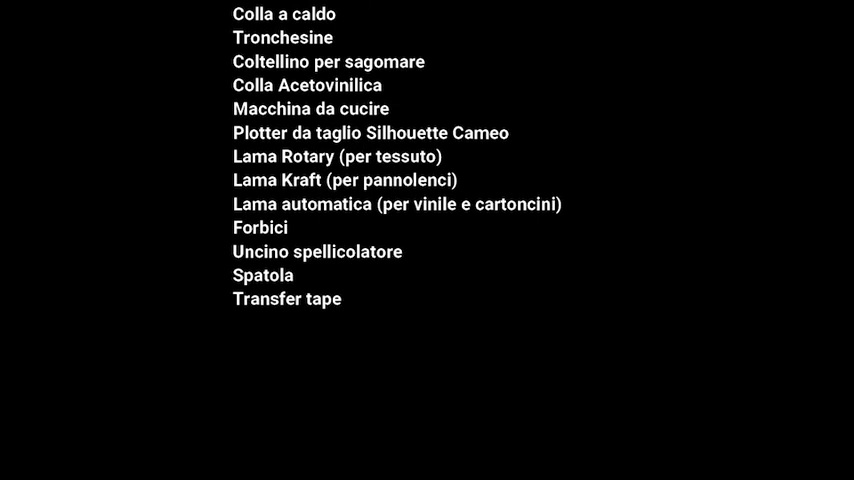 Colla a caldo
Tronchesine
Coltellino per sagomare
Colla Acetovinilica
Macchina da cucire
Plotter da taglio Silhouette Cameo
Lama Rotary (per tessuto)
Lama Kraft (per pannolenci)
Lama automatica (per vinile e cartoncini)
Forbici
Uncino spellicolatore
Spatola
Transfer tape